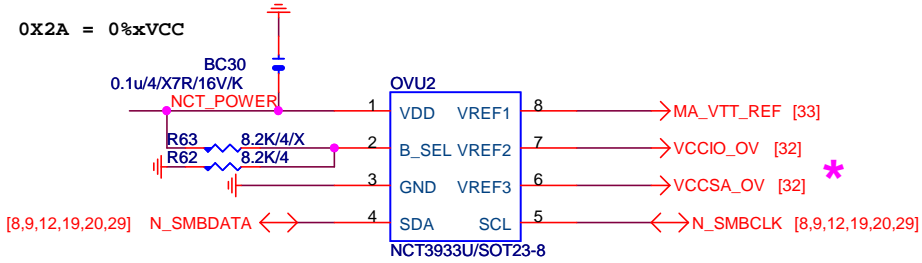 0X2A = 0%xVCC
BC30
0.1u/4/X7R/16V/K
NCT_POWER
OVU2
1 VDD VREF1 8 MA_VTT_REF [33]
R63 8.2K/4/X
2 B_SEL VREF2 7 VCCIO_OV [32]
R62 8.2K/4
3 GND VREF3 6 VCCSA_OV [32] *
[8,9,12,19,20,29] N_SMBDATA 4 SDA SCL 5 N_SMBCLK [8,9,12,19,20,29]
NCT3933U/SOT23-8